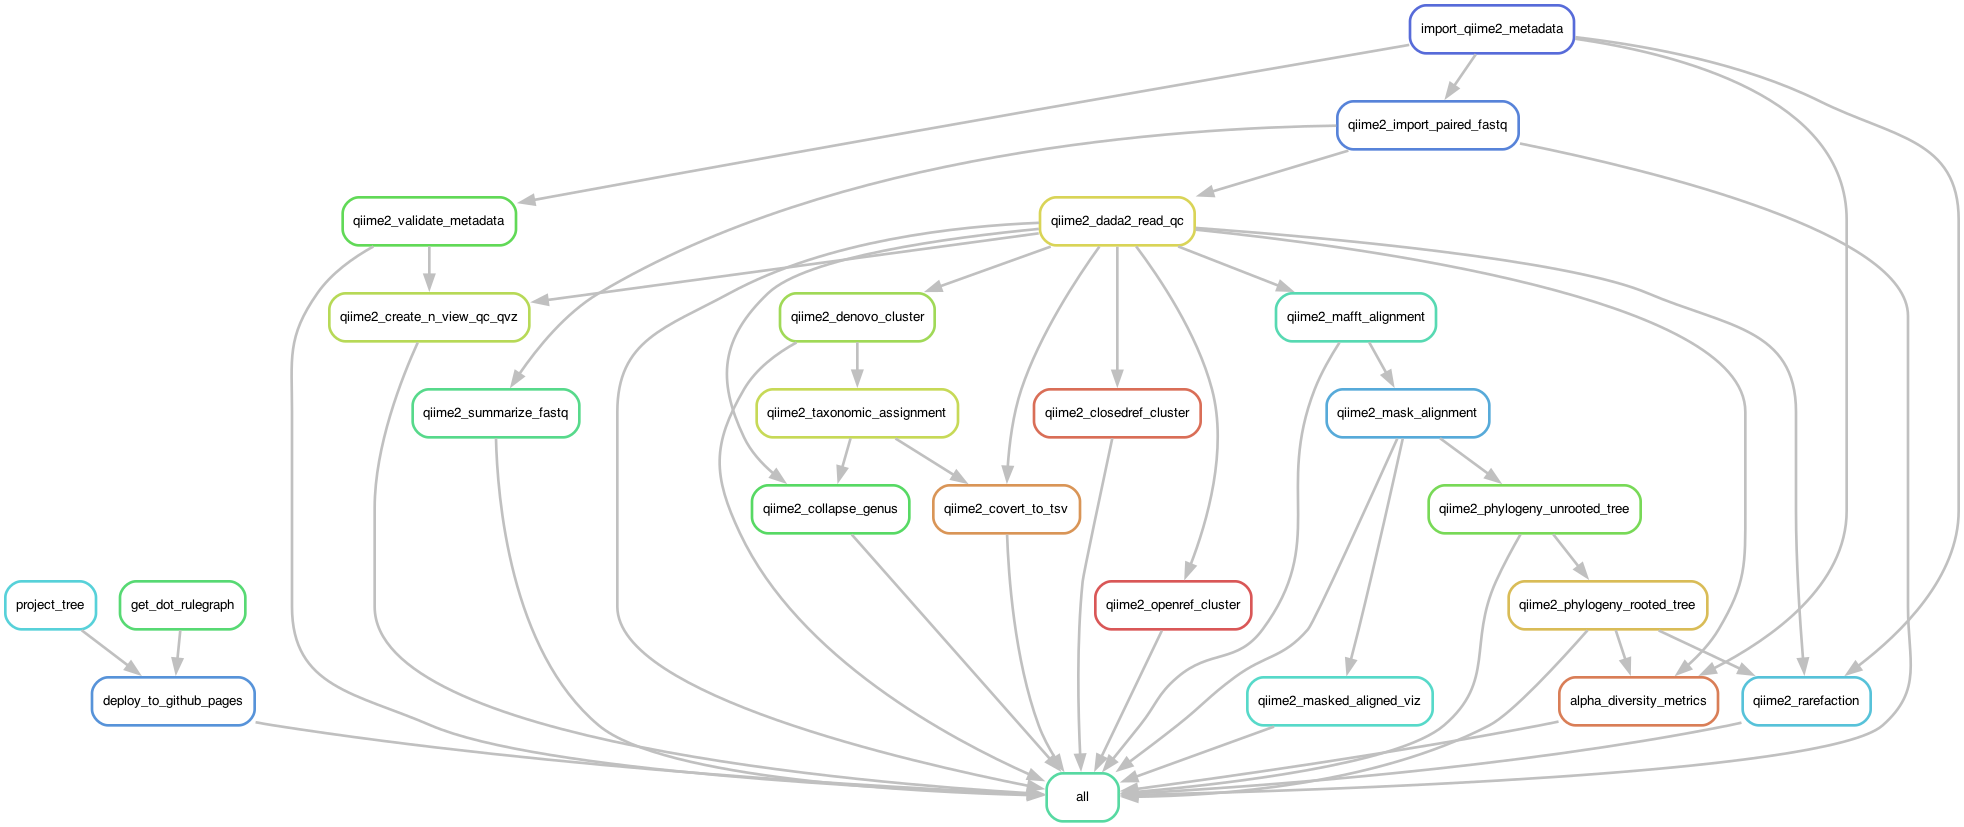 import_qiime2_metadata
qiime2_import_paired_fastq
qiime2_validate_metadata
qiime2_dada2_read_qc
qiime2_create_n_view_qc_qvz
qiime2_denovo_cluster
qiime2_mafft_alignment
qiime2_summarize_fastq
qiime2_taxonomic_assignment
qiime2_closedref_cluster
qiime2_mask_alignment
qiime2_collapse_genus
qiime2_covert_to_tsv
qiime2_phylogeny_unrooted_tree
project_tree
get_dot_rulegraph
qiime2_openref_cluster
qiime2_phylogeny_rooted_tree
deploy_to_github_pages
qiime2_masked_aligned_viz
alpha_diversity_metrics
qiime2_rarefaction
all